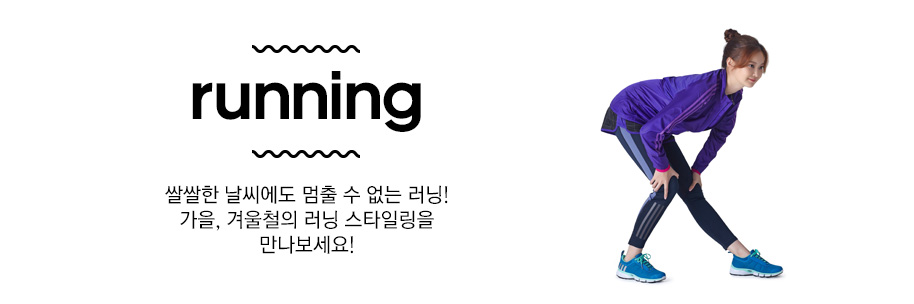 running
쌀쌀한 날씨에도 멈출 수 없는 러닝!
가을, 겨울철의 러닝 스타일링을
만나보세요!